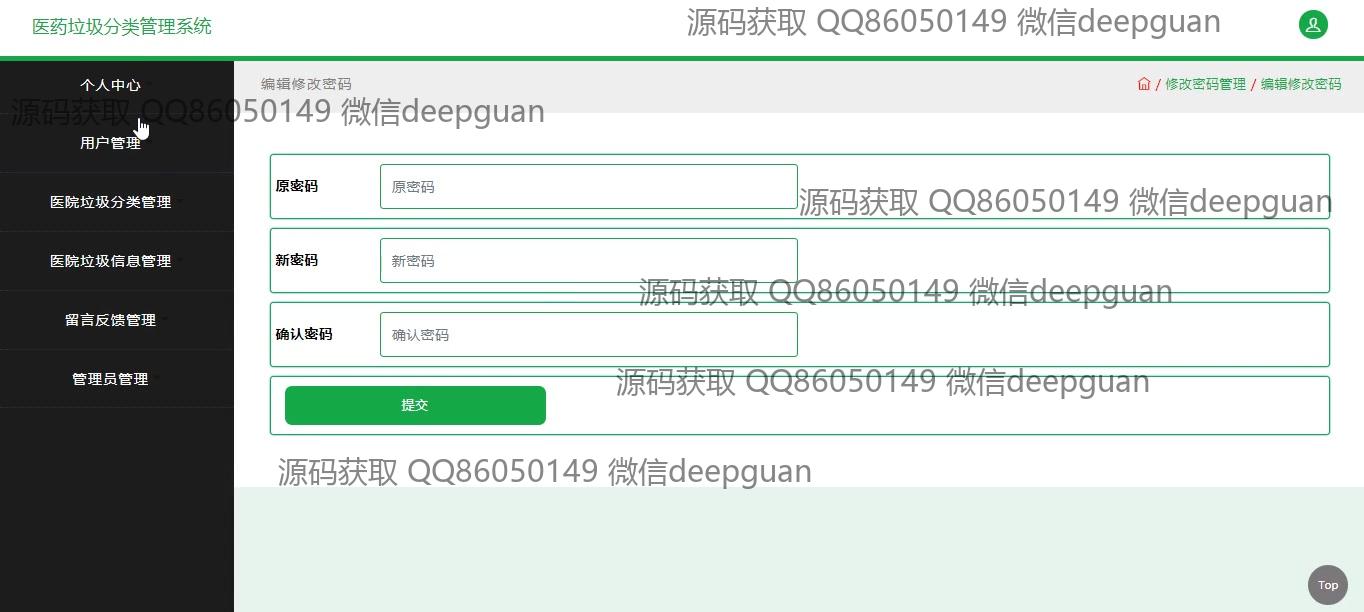 医药垃圾分类管理系统
源码获取 QQ86050149 微信deepguan
个人中心
编辑修改密码
/ 修改密码管理 / 编辑修改密码
源码获取 QQ86050149 微信deepguan
用户管理
原密码
原密码
医院垃圾分类管理
源码获取 QQ86050149 微信deepguan
新密码
新密码
医院垃圾信息管理
源码获取 QQ86050149 微信deepguan
留言反馈管理
确认密码
确认密码
管理员管理
源码获取 QQ86050149 微信deepguan
提交
源码获取 QQ86050149 微信deepguan
Top